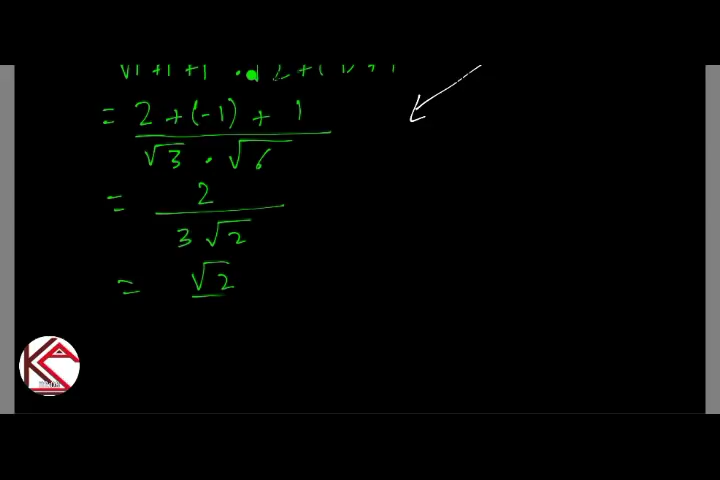 = 2 + (-1) + 1
√3 · √6
= 2
3 √2
= √2